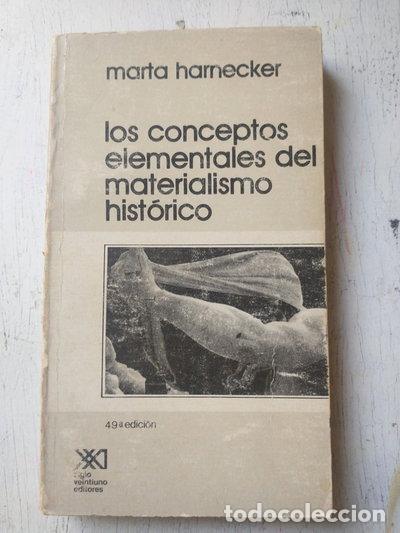 marta harnecker
los conceptos
elementales del
materialismo
histórico
49ª edición
siglo
veintiuno
editores
todocoleccion